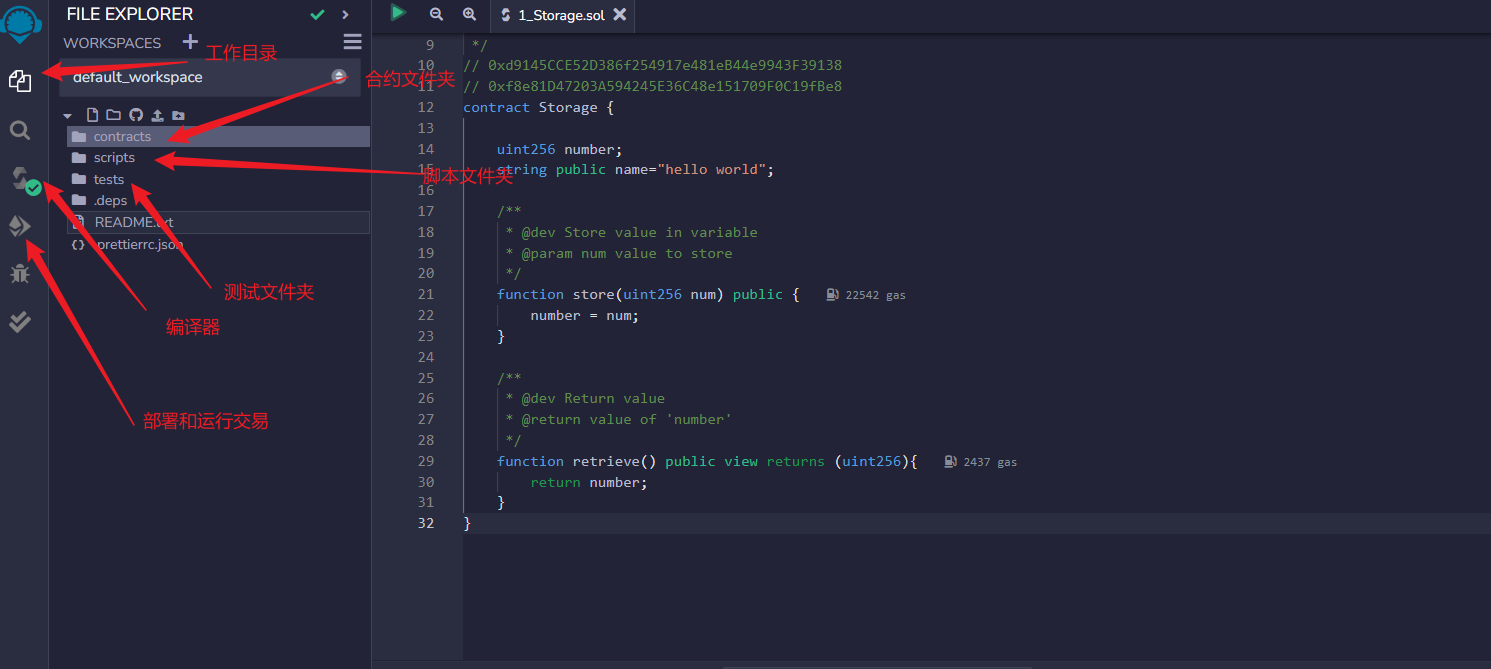 FILE EXPLORER
WORKSPACES
工作目录
default_workspace
合约文件夹
contracts
scripts
脚本文件夹
tests
.deps
README.txt
.prettierrc.json
测试文件夹
编译器
部署和运行交易
1_Storage.sol
9 */
10 // 0xd9145CCE52D386f254917e481eB44e9943F39138
11 // 0xf8e81D47203A594245E36C48e151709F0C19fBe8
12 contract Storage {
13
14 uint256 number;
15 string public name="hello world";
16
17 /**
18 * @dev Store value in variable
19 * @param num value to store
20 */
21 function store(uint256 num) public { 22542 gas
22 number = num;
23 }
24
25 /**
26 * @dev Return value
27 * @return value of 'number'
28 */
29 function retrieve() public view returns (uint256){ 2437 gas
30 return number;
31 }
32 }